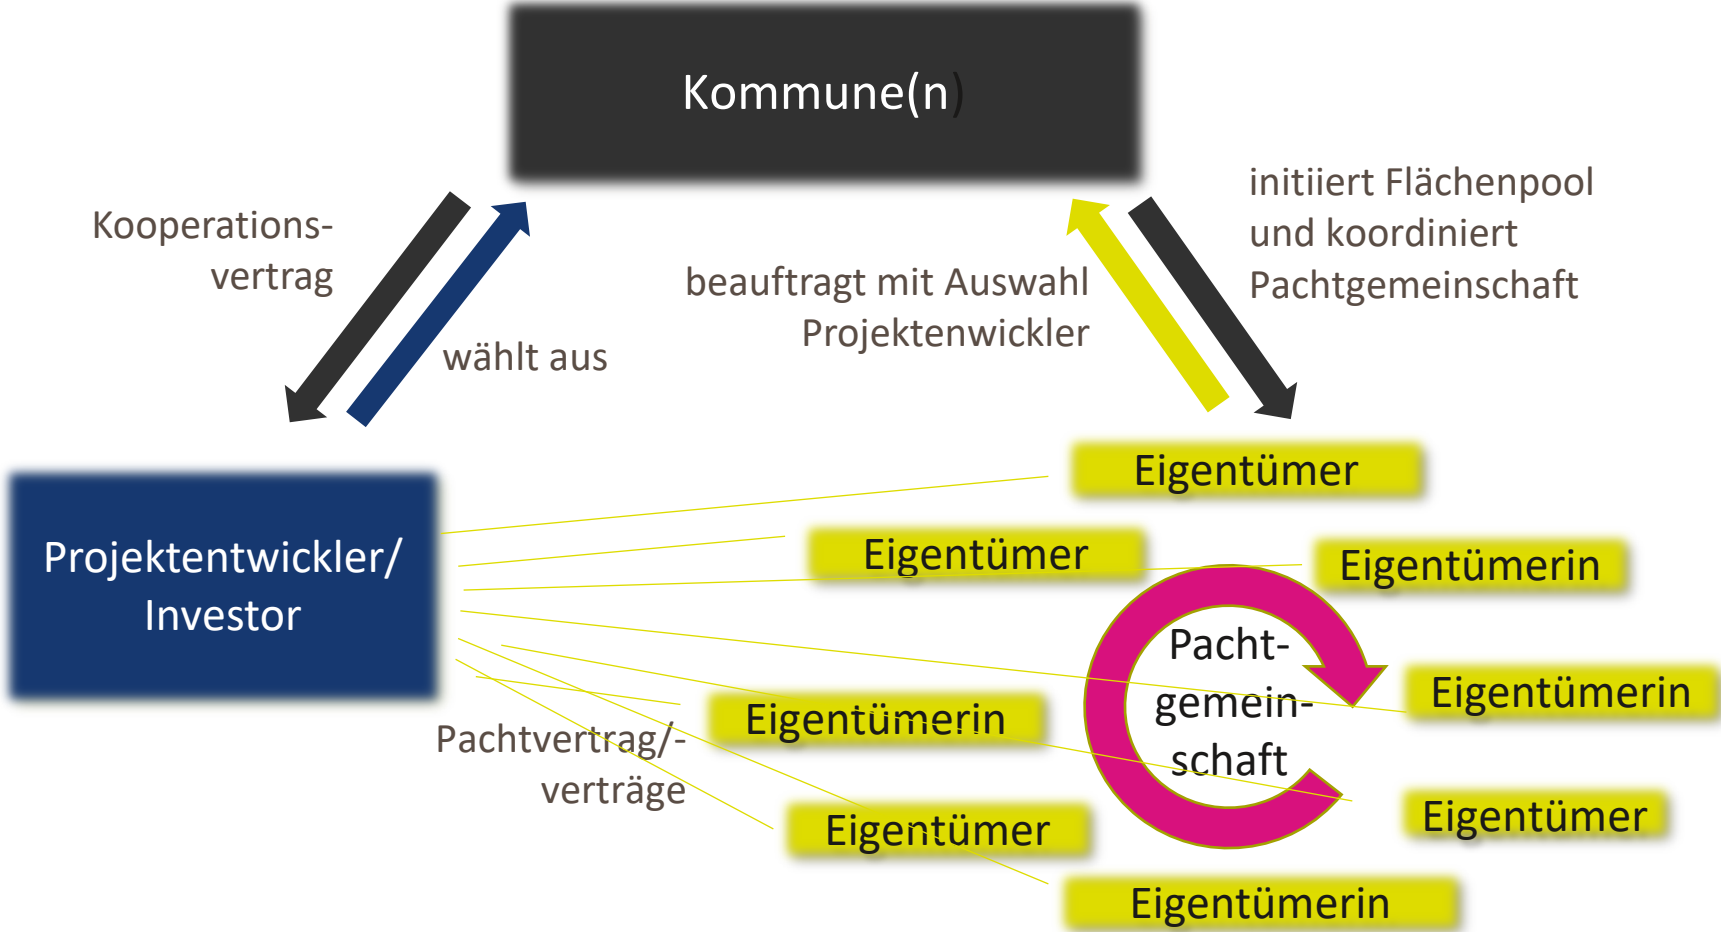 Kommune(n)
Kooperations-
vertrag
wählt aus
beauftragt mit Auswahl
Projektenwickler
initiiert Flächenpool
und koordiniert
Pachtgemeinschaft
Projektentwickler/
Investor
Eigentümer
Eigentümer
Eigentümerin
Pacht-
gemein-
schaft
Eigentümerin
Eigentümerin
Pachtvertrag/-
verträge
Eigentümer
Eigentümer
Eigentümerin